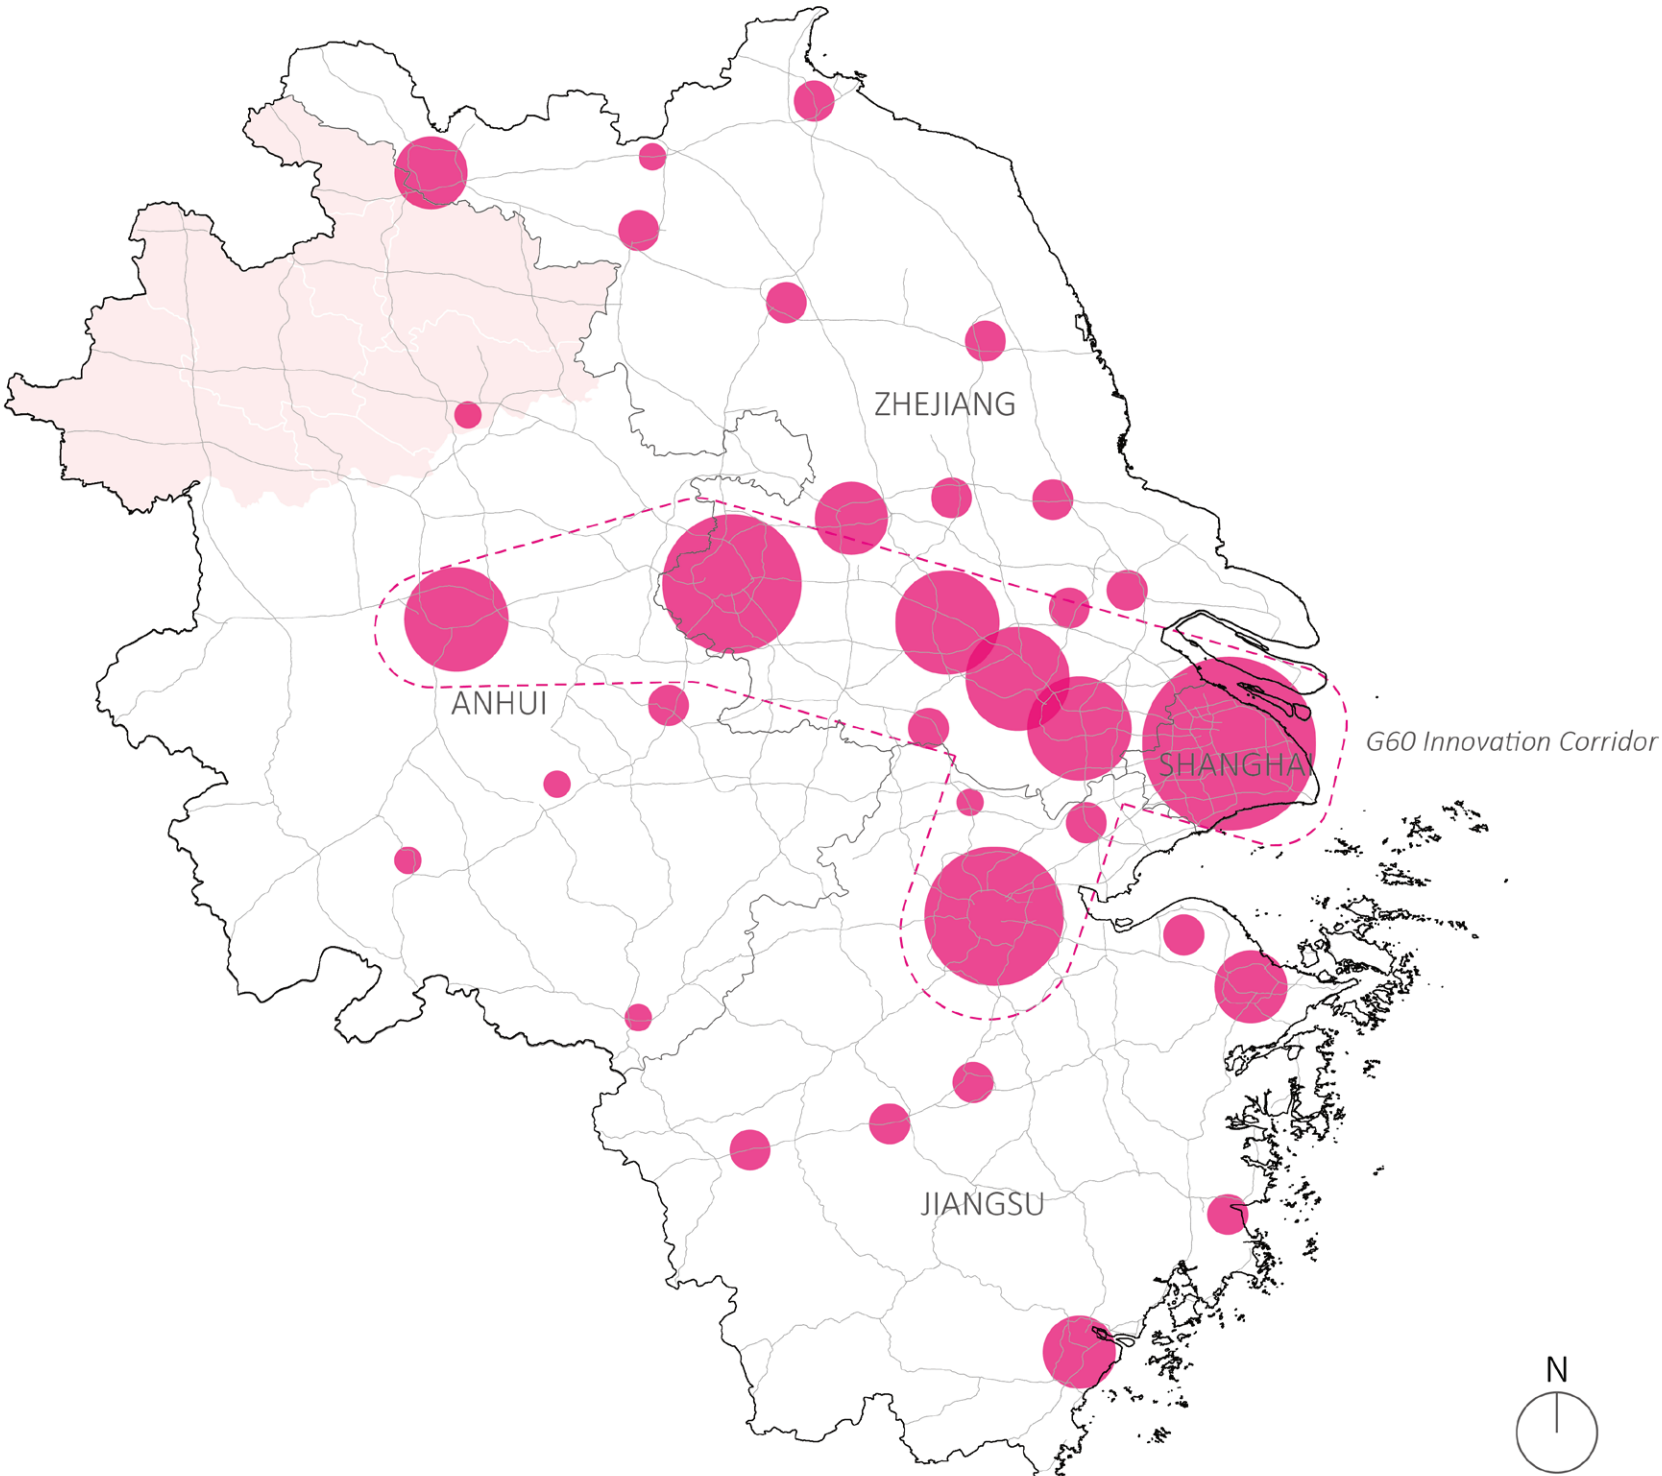 ZHEJIANG
ANHUI
G60 Innovation Corridor
SHANGHAI
JIANGSU
N